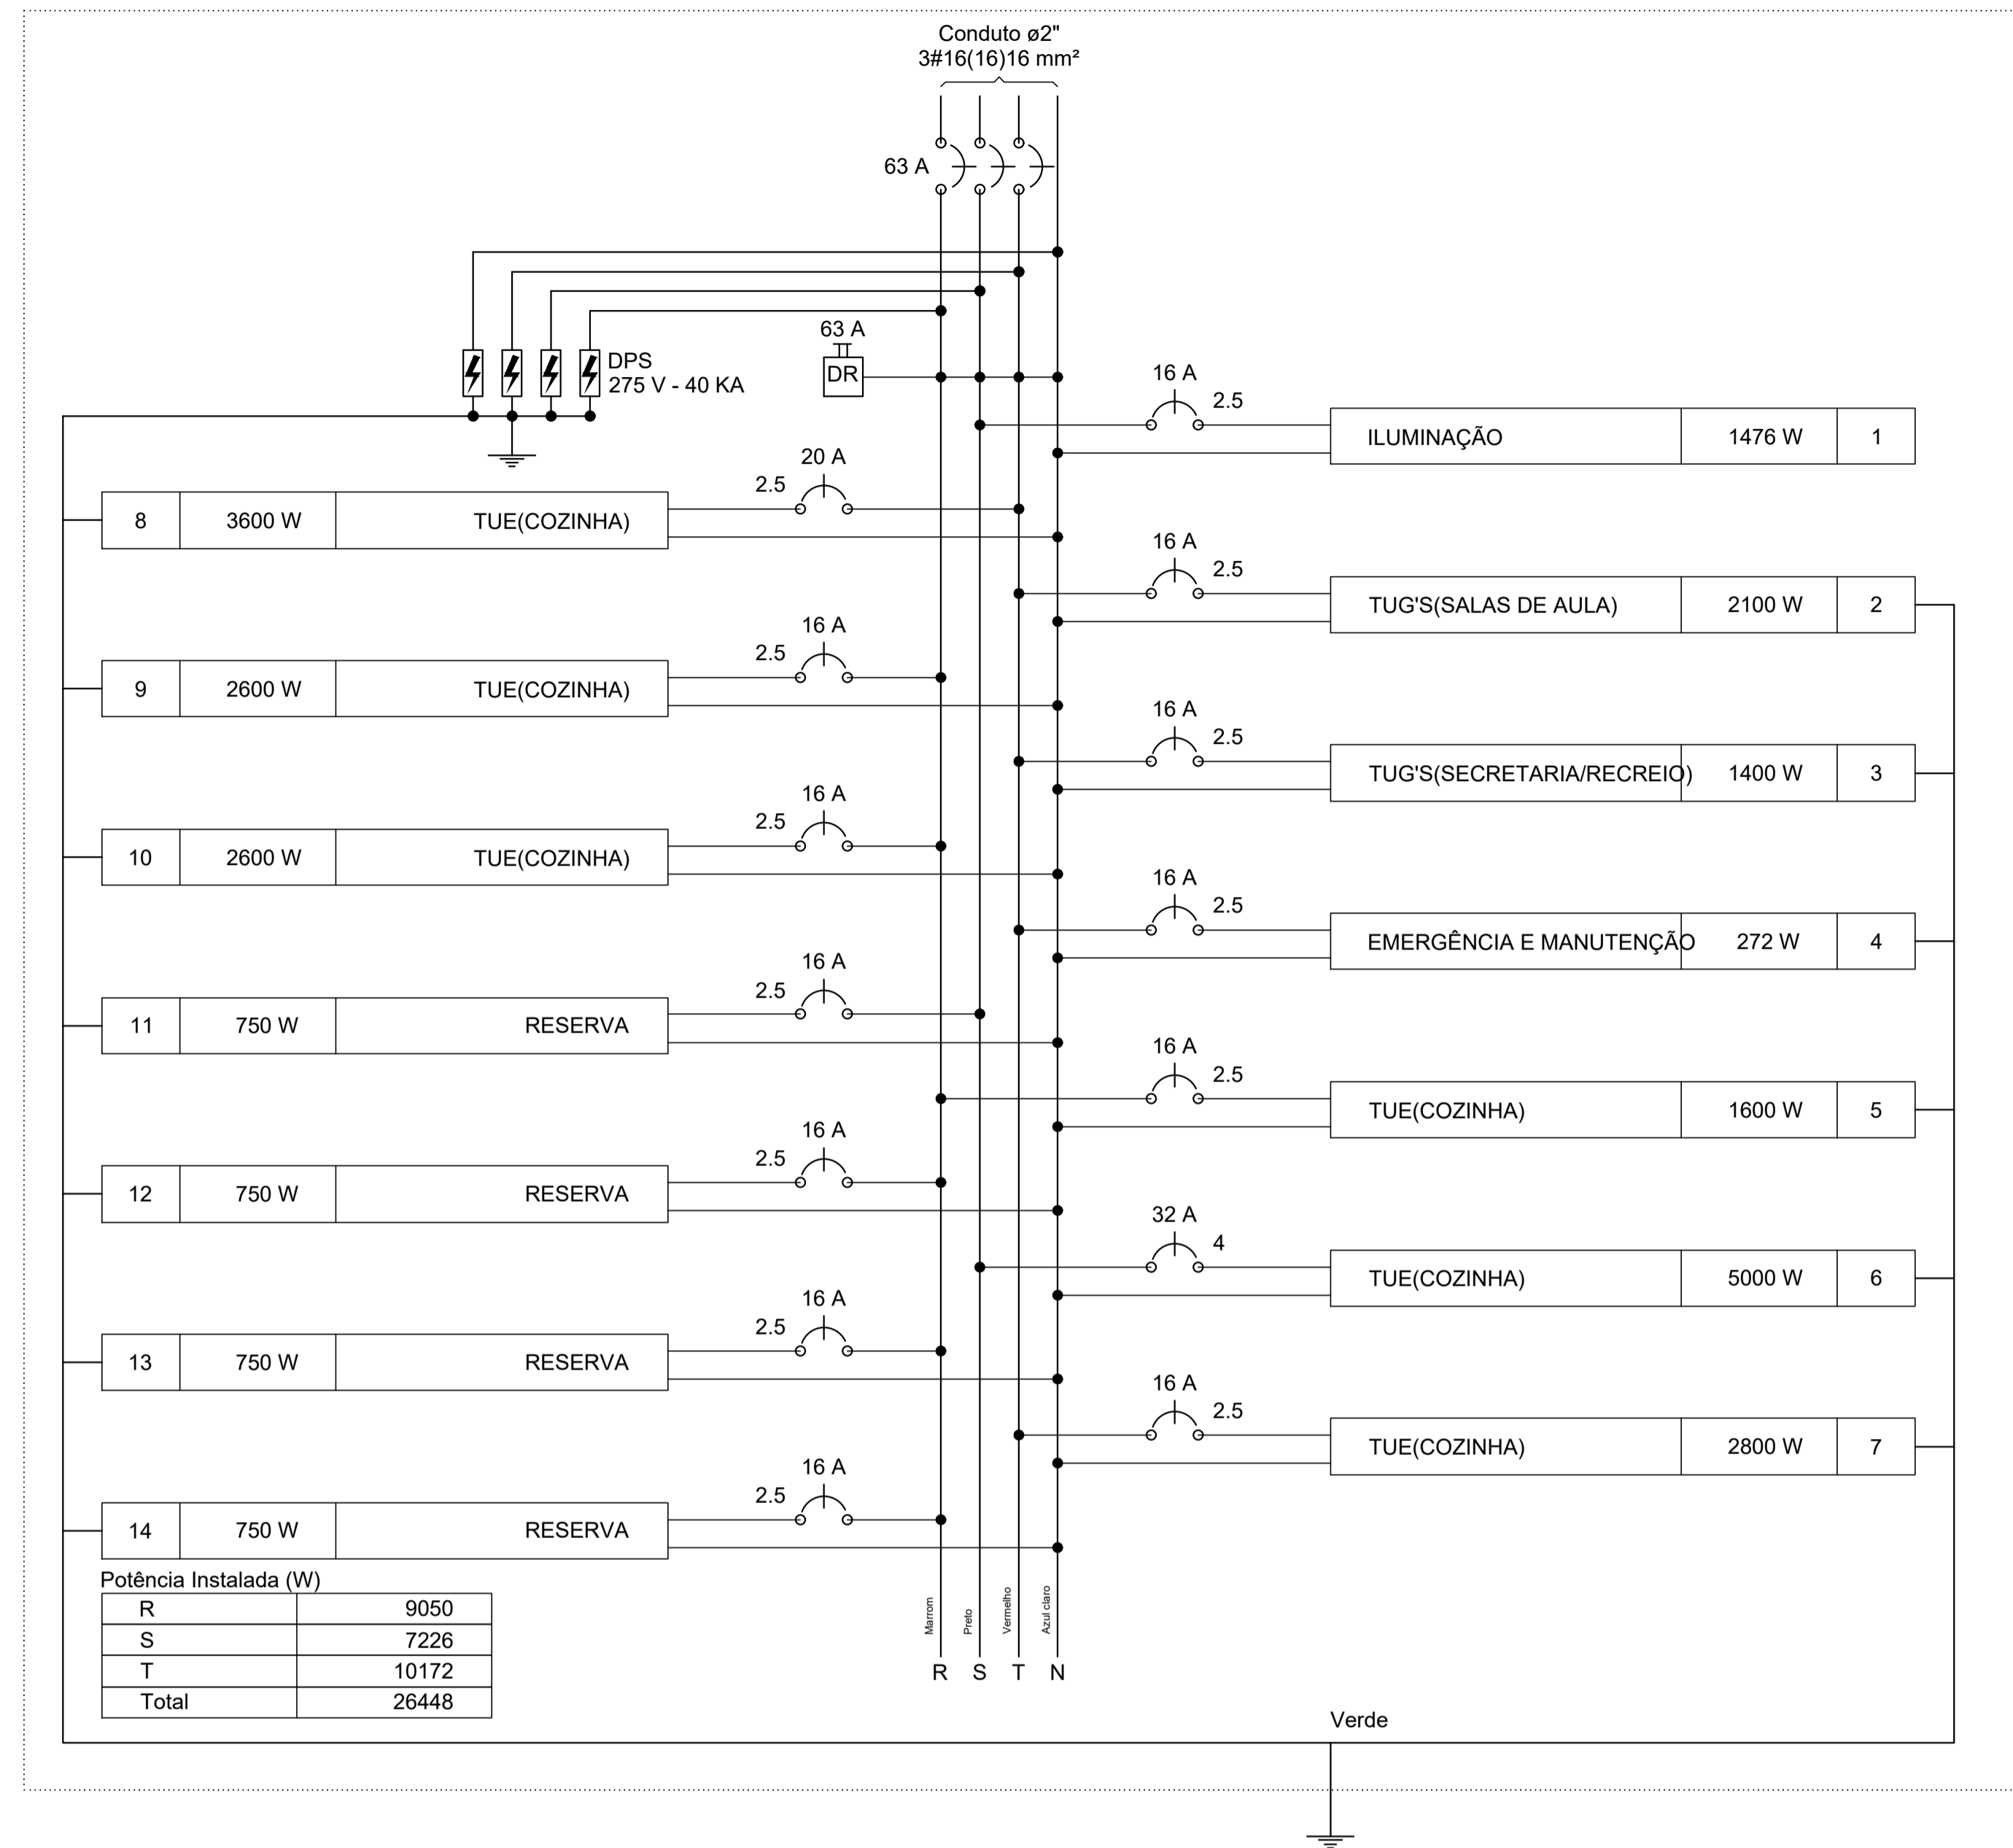 Conduto ø2"
3#16(16)16 mm²
63 A
63 A
DPS
275 V - 40 KA
DR
16 A
2.5
ILUMINAÇÃO 1476 W 1
20 A
2.5
8 3600 W TUE(COZINHA)
16 A
2.5
TUG'S(SALAS DE AULA) 2100 W 2
16 A
2.5
9 2600 W TUE(COZINHA)
16 A
2.5
TUG'S(SECRETARIA/RECREIO) 1400 W 3
16 A
2.5
10 2600 W TUE(COZINHA)
16 A
2.5
EMERGÊNCIA E MANUTENÇÃO 272 W 4
16 A
2.5
11 750 W RESERVA
16 A
2.5
TUE(COZINHA) 1600 W 5
16 A
2.5
12 750 W RESERVA
32 A
4
TUE(COZINHA) 5000 W 6
16 A
2.5
13 750 W RESERVA
16 A
2.5
TUE(COZINHA) 2800 W 7
16 A
2.5
14 750 W RESERVA
Potência Instalada (W)
R 9050
S 7226
T 10172
Total 26448
Marrom
Preto
Vermelho
Azul claro
R S T N
Verde